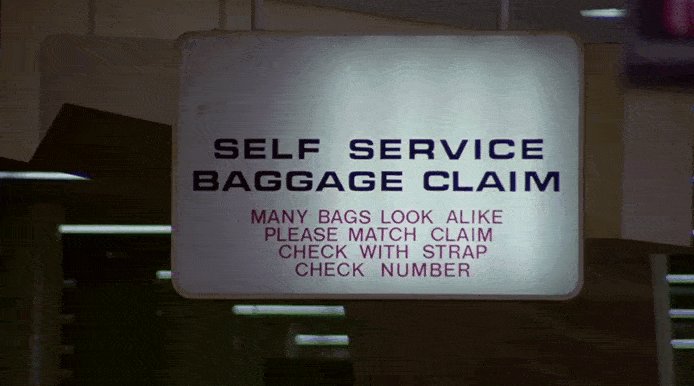 SELF SERVICE
BAGGAGE CLAIM
MANY BAGS LOOK ALIKE
PLEASE MATCH CLAIM
CHECK WITH STRAP
CHECK NUMBER